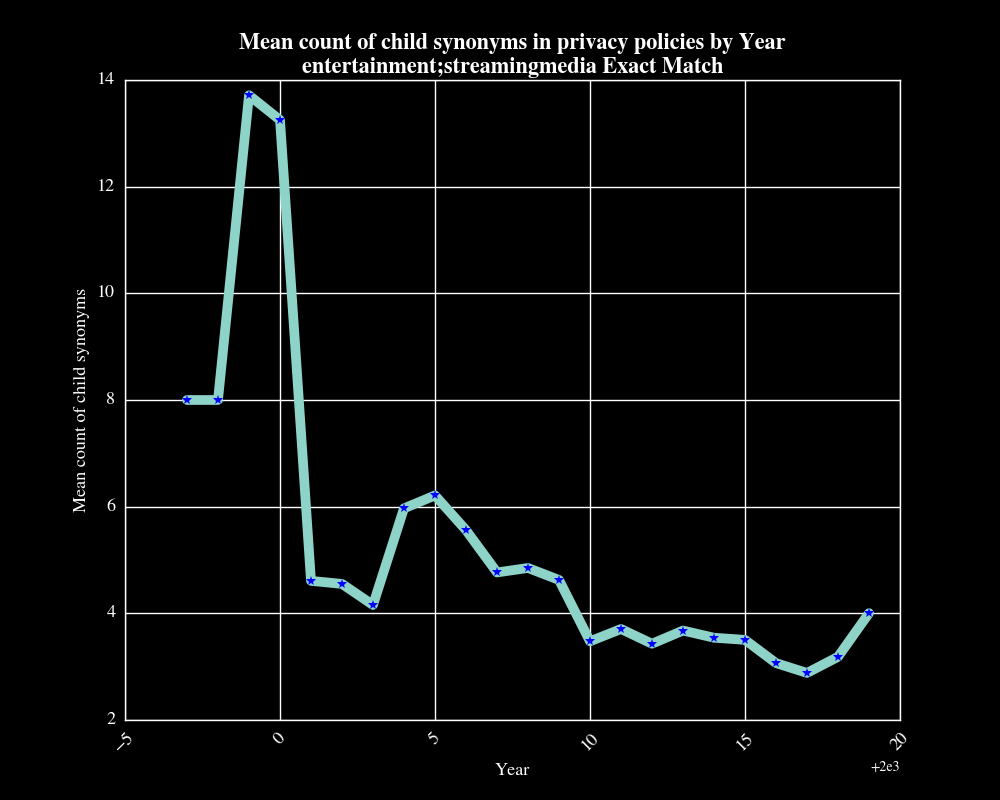 Mean count of child synonyms in privacy policies by Year
entertainment;streamingmedia Exact Match
14
12
10
8
6
4
2
Mean count of child synonyms
−5
0
5
10
15
20
Year
+2e3